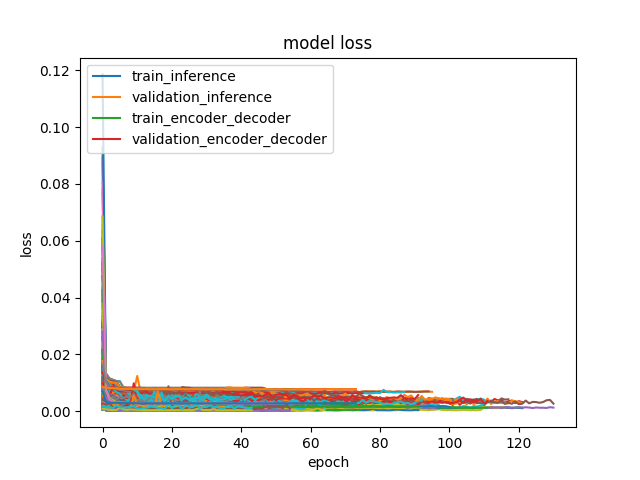 model loss
train_inference
validation_inference
train_encoder_decoder
validation_encoder_decoder
0.12
0.10
0.08
0.06
0.04
0.02
0.00
loss
0 20 40 60 80 100 120
epoch